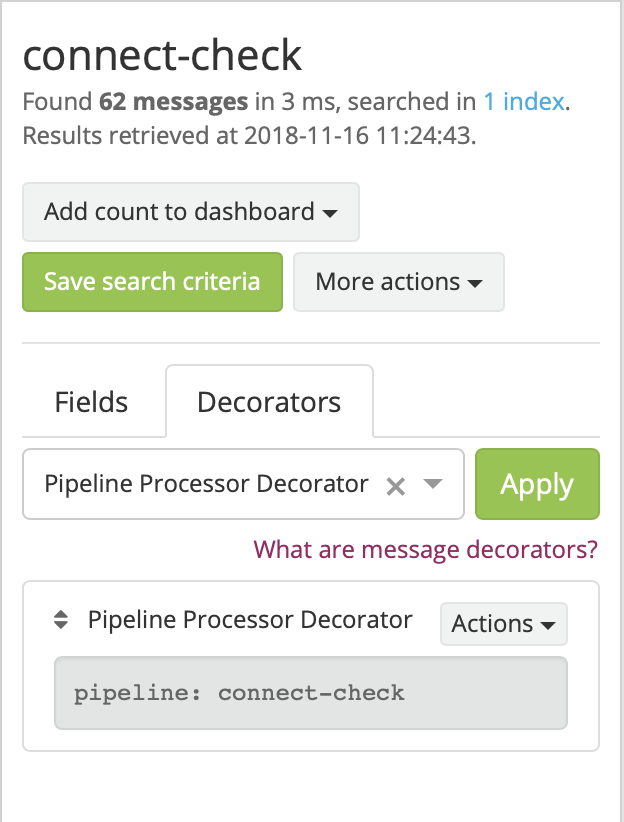 connect-check
Found 62 messages in 3 ms, searched in 1 index.
Results retrieved at 2018-11-16 11:24:43.
Add count to dashboard
Save search criteria More actions
Fields Decorators
Pipeline Processor Decorator Apply
What are message decorators?
Pipeline Processor Decorator Actions
pipeline: connect-check